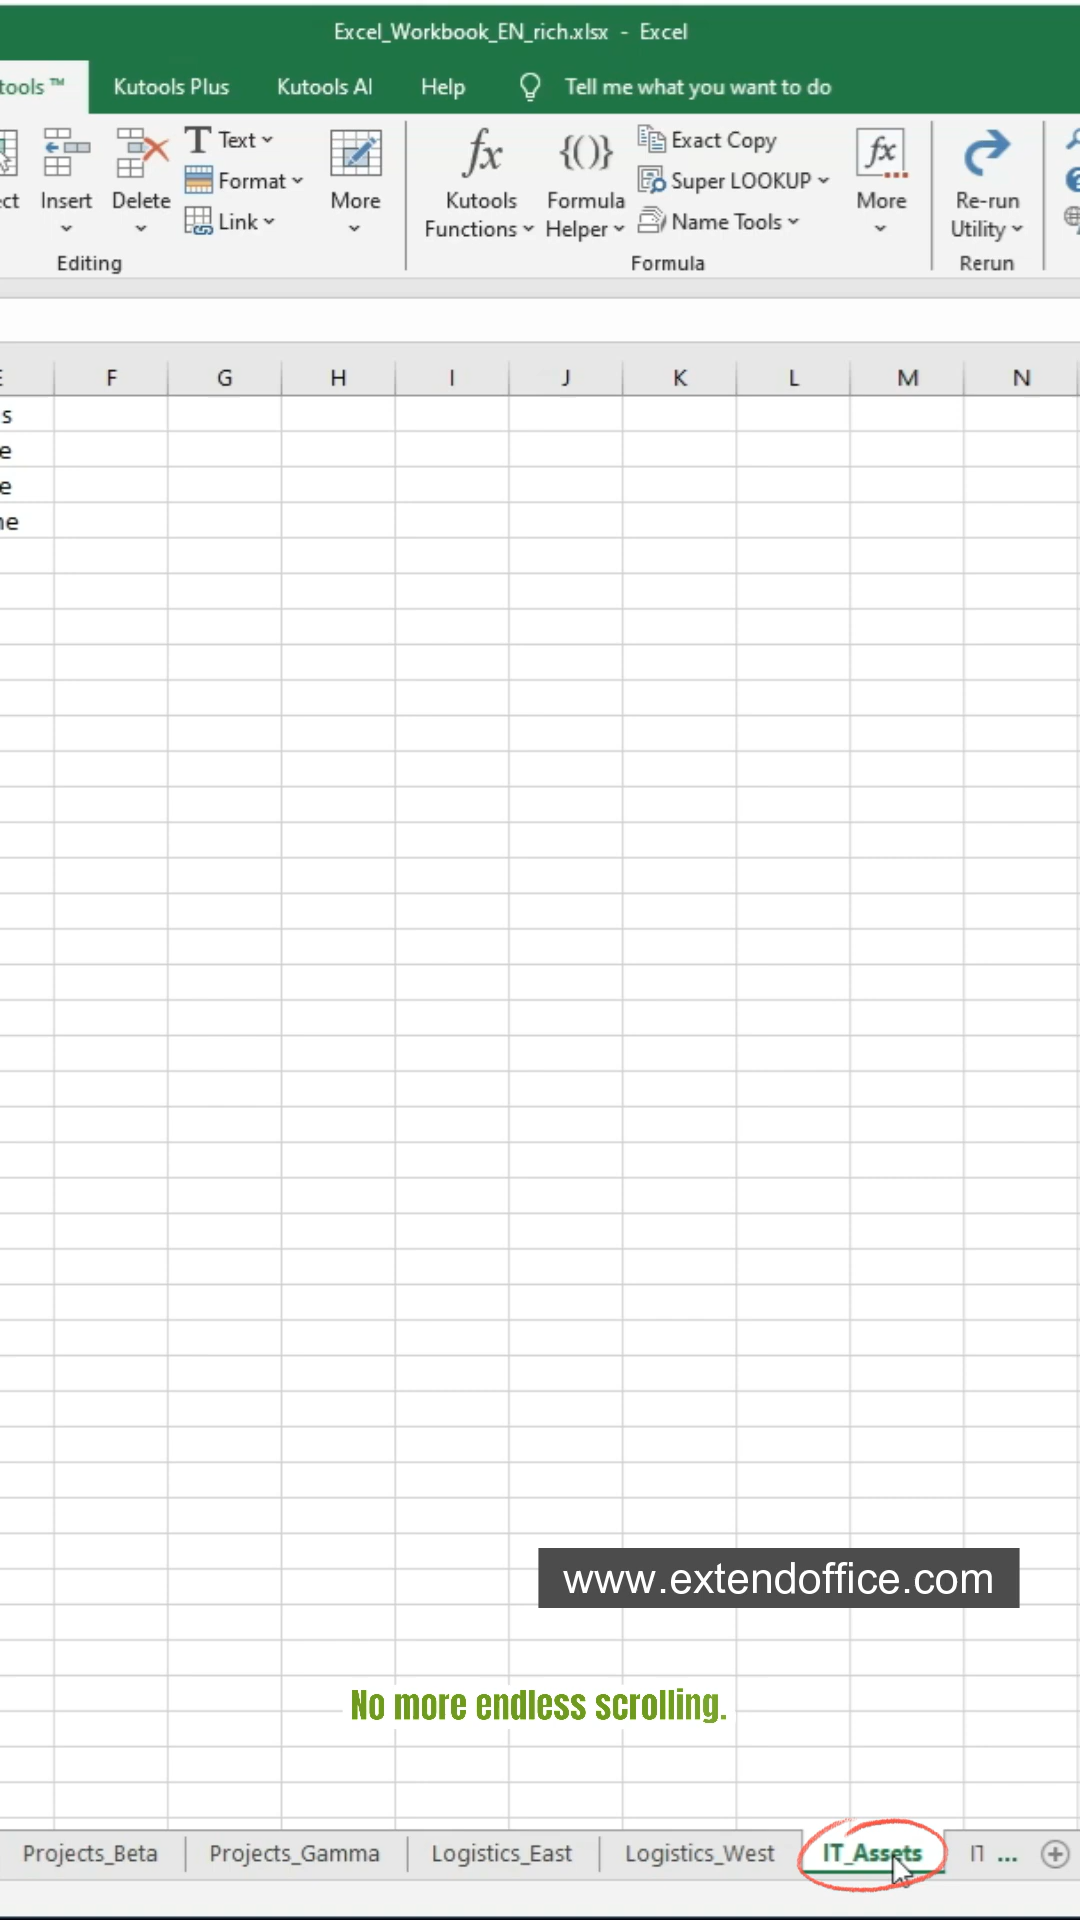 Excel_Workbook_EN_rich.xlsx - Excel
tools ™ Kutools Plus Kutools AI Help Tell me what you want to do
Text
Exact Copy
Format
Super LOOKUP
Insert
Delete
More
Kutools Functions
Formula Helper
More
Re-run Utility
Link
Name Tools
Editing
Formula
Rerun
F G H I J K L M N
s
e
e
ne
www.extendoffice.com
No more endless scrolling.
Projects_Beta Projects_Gamma Logistics_East Logistics_West IT_Assets ...